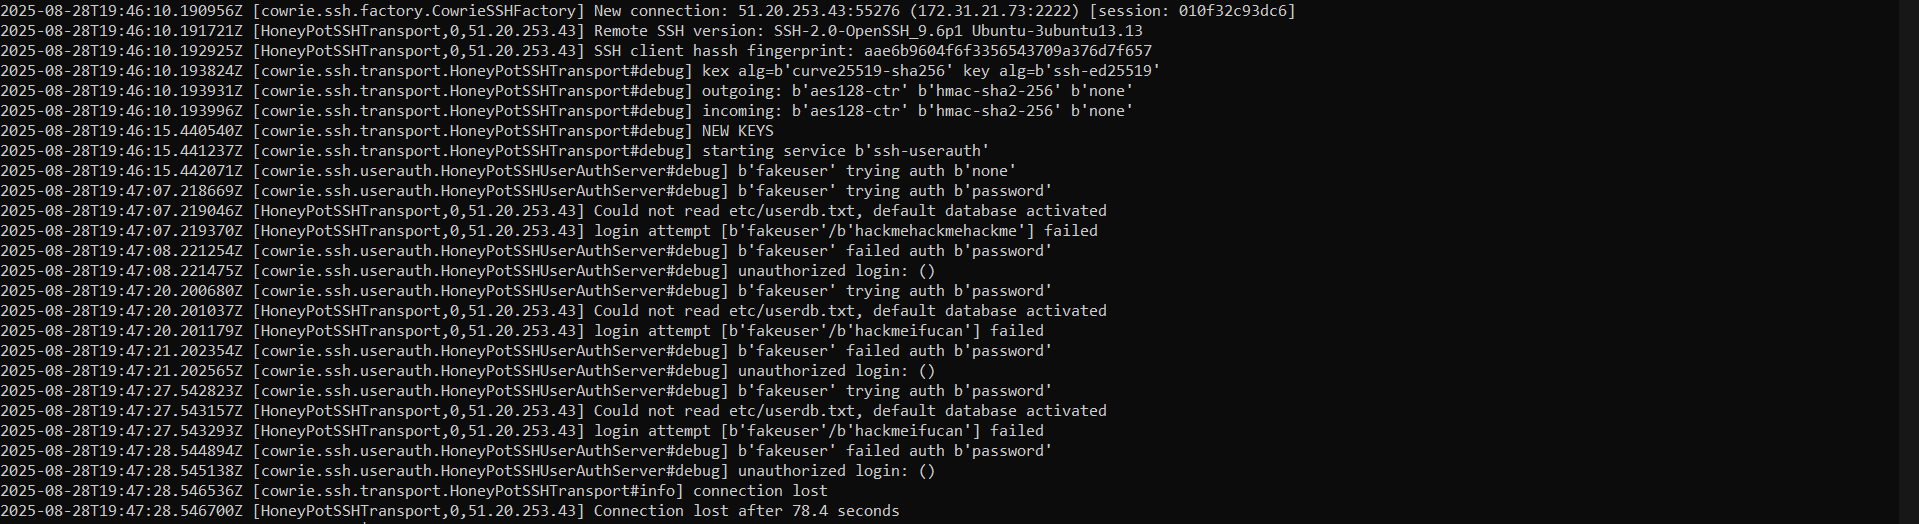 2025-08-28T19:46:10.190956Z [cowrie.ssh.factory.CowrieSSHFactory] New connection: 51.20.253.43:55276 (172.31.21.73:2222) [session: 010f32c93dc6]
2025-08-28T19:46:10.191721Z [HoneyPotSSHTransport,0,51.20.253.43] Remote SSH version: SSH-2.0-OpenSSH_9.6p1 Ubuntu-3ubuntu13.13
2025-08-28T19:46:10.192925Z [HoneyPotSSHTransport,0,51.20.253.43] SSH client hassh fingerprint: aae6b9604f6f3356543709a376d7f657
2025-08-28T19:46:10.193824Z [cowrie.ssh.transport.HoneyPotSSHTransport#debug] kex alg=b'curve25519-sha256' key alg=b'ssh-ed25519'
2025-08-28T19:46:10.193931Z [cowrie.ssh.transport.HoneyPotSSHTransport#debug] outgoing: b'aes128-ctr' b'hmac-sha2-256' b'none'
2025-08-28T19:46:10.193996Z [cowrie.ssh.transport.HoneyPotSSHTransport#debug] incoming: b'aes128-ctr' b'hmac-sha2-256' b'none'
2025-08-28T19:46:15.440540Z [cowrie.ssh.transport.HoneyPotSSHTransport#debug] NEW KEYS
2025-08-28T19:46:15.441237Z [cowrie.ssh.transport.HoneyPotSSHTransport#debug] starting service b'ssh-userauth'
2025-08-28T19:46:15.442071Z [cowrie.ssh.userauth.HoneyPotSSHUserAuthServer#debug] b'fakeuser' trying auth b'none'
2025-08-28T19:47:07.218669Z [cowrie.ssh.userauth.HoneyPotSSHUserAuthServer#debug] b'fakeuser' trying auth b'password'
2025-08-28T19:47:07.219046Z [HoneyPotSSHTransport,0,51.20.253.43] Could not read etc/userdb.txt, default database activated
2025-08-28T19:47:07.219370Z [HoneyPotSSHTransport,0,51.20.253.43] login attempt [b'fakeuser'/b'hackmehackmehackme'] failed
2025-08-28T19:47:08.221254Z [cowrie.ssh.userauth.HoneyPotSSHUserAuthServer#debug] b'fakeuser' failed auth b'password'
2025-08-28T19:47:08.221475Z [cowrie.ssh.userauth.HoneyPotSSHUserAuthServer#debug] unauthorized login: ()
2025-08-28T19:47:20.200680Z [cowrie.ssh.userauth.HoneyPotSSHUserAuthServer#debug] b'fakeuser' trying auth b'password'
2025-08-28T19:47:20.201037Z [HoneyPotSSHTransport,0,51.20.253.43] Could not read etc/userdb.txt, default database activated
2025-08-28T19:47:20.201179Z [HoneyPotSSHTransport,0,51.20.253.43] login attempt [b'fakeuser'/b'hackmeifucan'] failed
2025-08-28T19:47:21.202354Z [cowrie.ssh.userauth.HoneyPotSSHUserAuthServer#debug] b'fakeuser' failed auth b'password'
2025-08-28T19:47:21.202565Z [cowrie.ssh.userauth.HoneyPotSSHUserAuthServer#debug] unauthorized login: ()
2025-08-28T19:47:27.542823Z [cowrie.ssh.userauth.HoneyPotSSHUserAuthServer#debug] b'fakeuser' trying auth b'password'
2025-08-28T19:47:27.543157Z [HoneyPotSSHTransport,0,51.20.253.43] Could not read etc/userdb.txt, default database activated
2025-08-28T19:47:27.543293Z [HoneyPotSSHTransport,0,51.20.253.43] login attempt [b'fakeuser'/b'hackmeifucan'] failed
2025-08-28T19:47:28.544894Z [cowrie.ssh.userauth.HoneyPotSSHUserAuthServer#debug] b'fakeuser' failed auth b'password'
2025-08-28T19:47:28.545138Z [cowrie.ssh.userauth.HoneyPotSSHUserAuthServer#debug] unauthorized login: ()
2025-08-28T19:47:28.546536Z [cowrie.ssh.transport.HoneyPotSSHTransport#info] connection lost
2025-08-28T19:47:28.546700Z [HoneyPotSSHTransport,0,51.20.253.43] Connection lost after 78.4 seconds